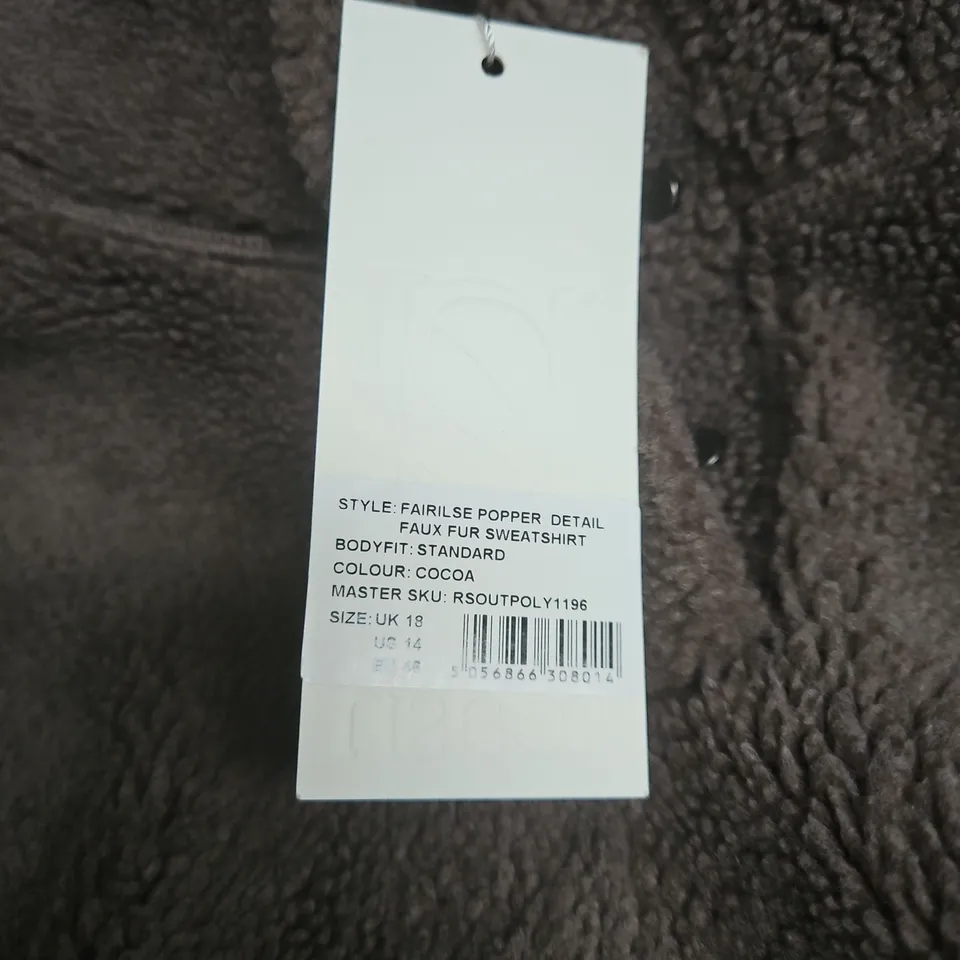 STYLE: FAIRILSE POPPER DETAIL
FAUX FUR SWEATSHIRT
BODYFIT: STANDARD
COLOUR: COCOA
MASTER SKU: RSOUTPOLY1196
SIZE: UK 18
US 14
5 056866 308014